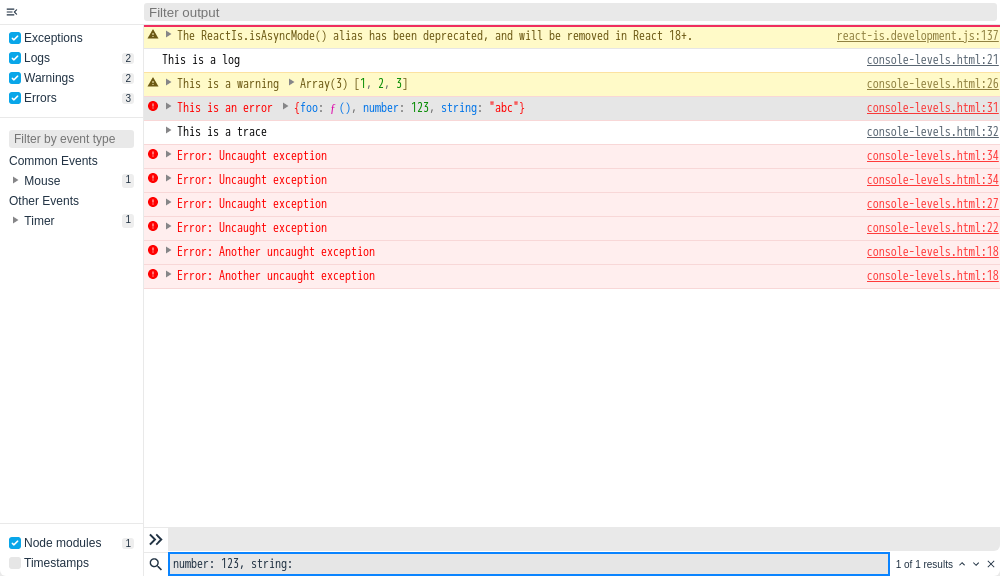 Filter output
Exceptions
Logs 2
Warnings 2
Errors 3
Filter by event type
Common Events
Mouse 1
Other Events
Timer 1
Node modules 1
Timestamps
The ReactIs.isAsyncMode() alias has been deprecated, and will be removed in React 18+. react-is.development.js:137
This is a log console-levels.html:21
This is a warning Array(3) [1, 2, 3] console-levels.html:26
This is an error {foo: ƒ (), number: 123, string: "abc"} console-levels.html:31
This is a trace console-levels.html:32
Error: Uncaught exception console-levels.html:34
Error: Uncaught exception console-levels.html:34
Error: Uncaught exception console-levels.html:27
Error: Uncaught exception console-levels.html:22
Error: Another uncaught exception console-levels.html:18
Error: Another uncaught exception console-levels.html:18
number: 123, string: 1 of 1 results